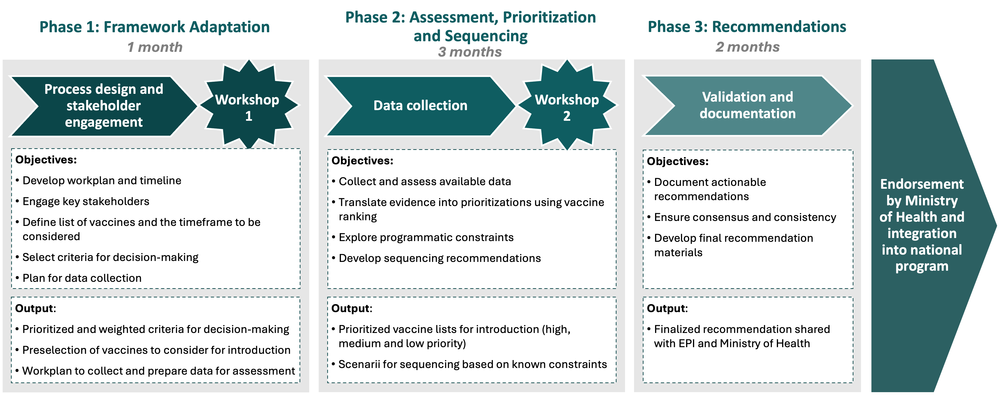 Phase 1: Framework Adaptation
1 month
Process design and
stakeholder
engagement
Workshop
1
Objectives:
• Develop workplan and timeline
• Engage key stakeholders
• Define list of vaccines and the timeframe to be
considered
• Select criteria for decision-making
• Plan for data collection
Output:
• Prioritized and weighted criteria for decision-making
• Preselection of vaccines to consider for introduction
• Workplan to collect and prepare data for assessment
Phase 2: Assessment, Prioritization
and Sequencing
3 months
Data collection
Workshop
2
Objectives:
• Collect and assess available data
• Translate evidence into prioritizations using vaccine
ranking
• Explore programmatic constraints
• Develop sequencing recommendations
Output:
• Prioritized vaccine lists for introduction (high,
medium and low priority)
• Scenarii for sequencing based on known constraints
Phase 3: Recommendations
2 months
Validation and
documentation
Objectives:
• Document actionable
recommendations
• Ensure consensus and consistency
• Develop final recommendation
materials
Output:
• Finalized recommendation shared
with EPI and Ministry of Health
Endorsement
by Ministry
of Health and
integration
into national
program